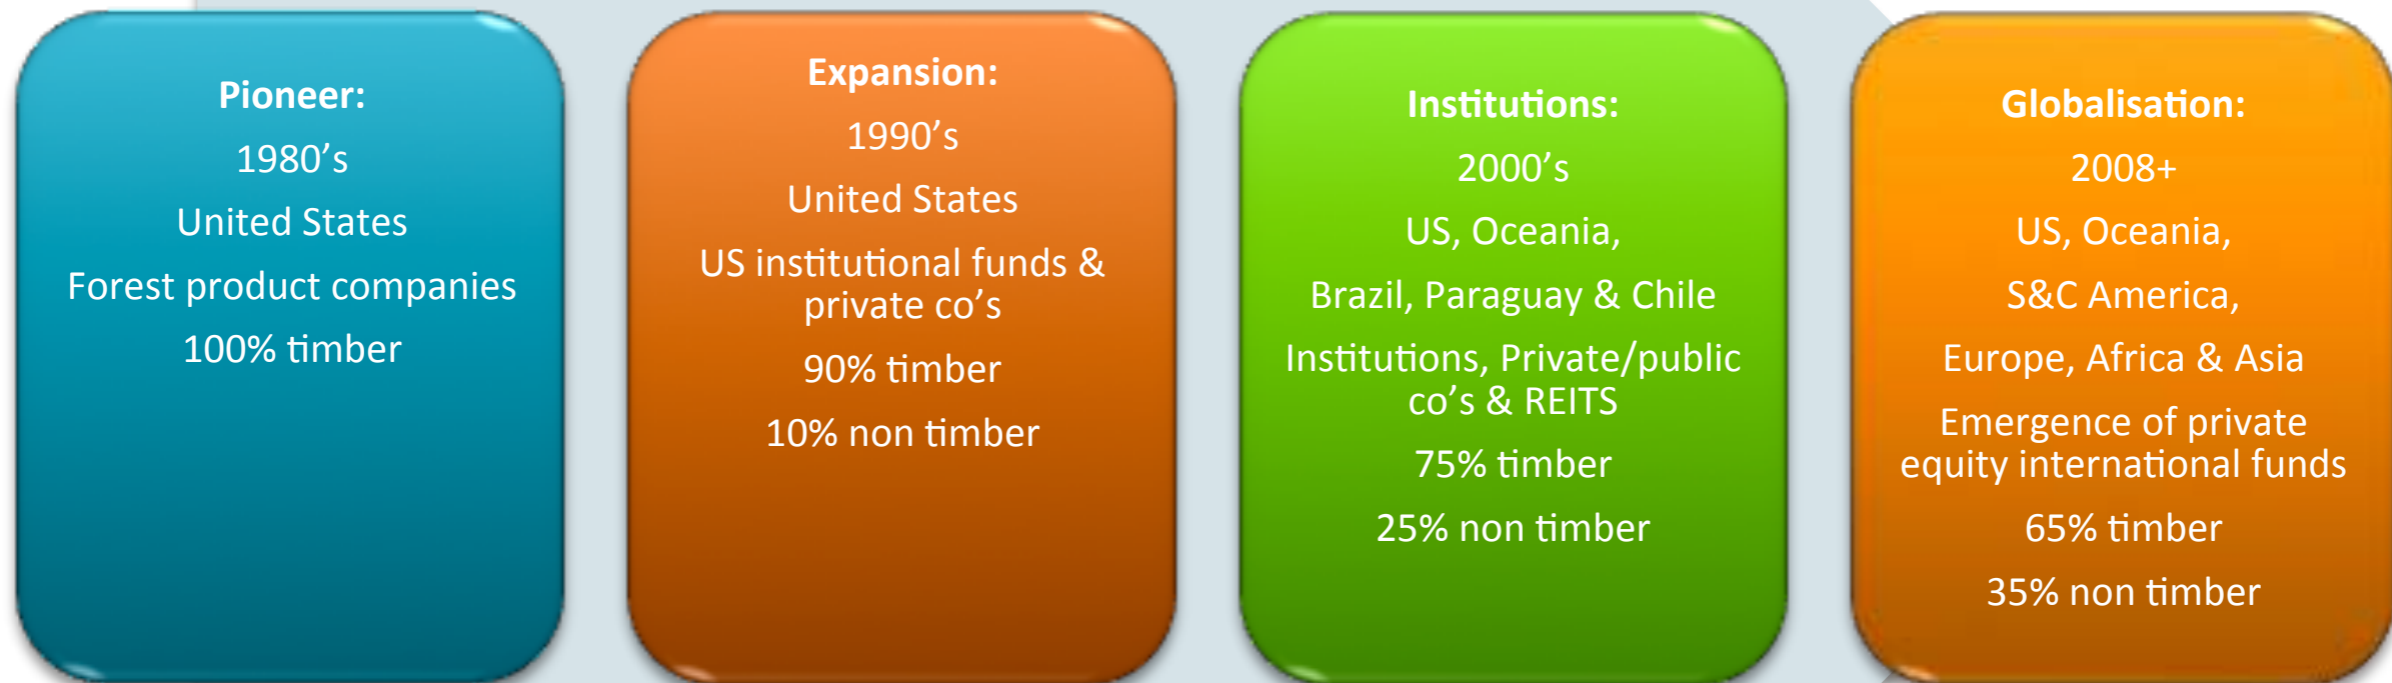 Pioneer:
1980’s
United States
Forest product companies
100% timber
Expansion:
1990’s
United States
US institutional funds &
private co’s
90% timber
10% non timber
Institutions:
2000’s
US, Oceania,
Brazil, Paraguay & Chile
Institutions, Private/public
co’s & REITS
75% timber
25% non timber
Globalisation:
2008+
US, Oceania,
S&C America,
Europe, Africa & Asia
Emergence of private
equity international funds
65% timber
35% non timber